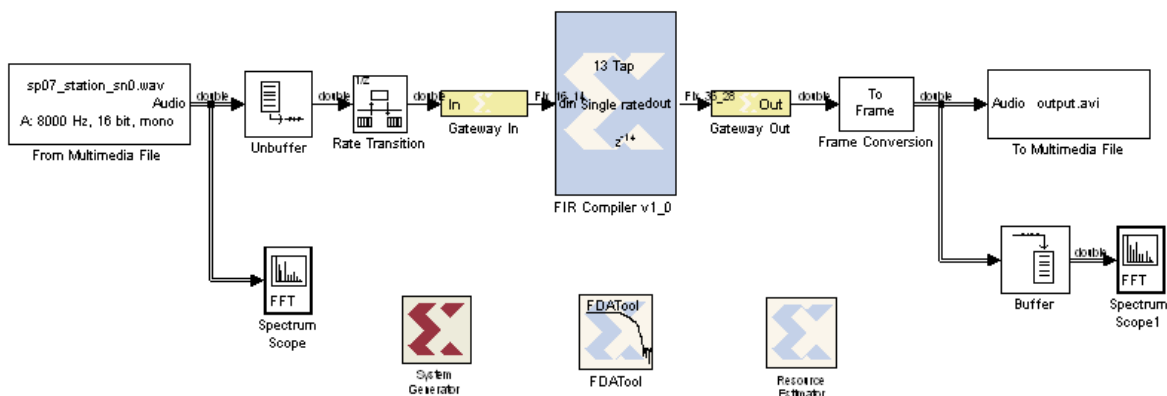 sp07_station_sn0.wav
Audio
A: 8000 Hz, 16 bit, mono
From Multimedia File
double
Unbuffer
double
1/Z
Rate Transition
double
In
Gateway In
Fix_16_14
13 Tap
din Single rate dout
FIR Compiler v1_0
Fix_35_28
Out
Gateway Out
double
To
Frame
Frame Conversion
double
Audio output.avi
To Multimedia File
FFT
Spectrum
Scope
System
Generator
FDATool
FDATool
Resource
Estimator
Buffer
double
FFT
Spectrum
Scope1